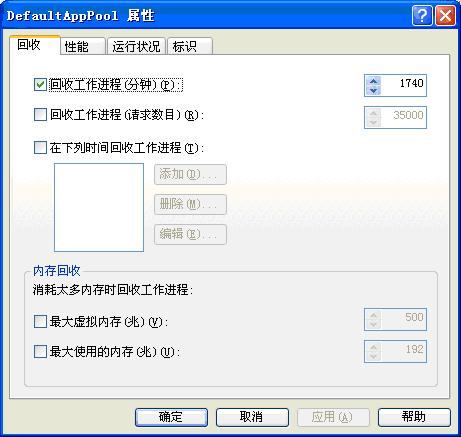 DefaultAppPool 属性
回收 性能 运行状况 标识
回收工作进程(分钟)(P): 1740
回收工作进程(请求数目)(R): 35000
在下列时间回收工作进程(T):
添加(D)...
删除(M)...
编辑(E)...
内存回收
消耗太多内存时回收工作进程:
最大虚拟内存(兆)(V): 500
最大使用的内存(兆)(U): 192
确定 取消 应用(A) 帮助